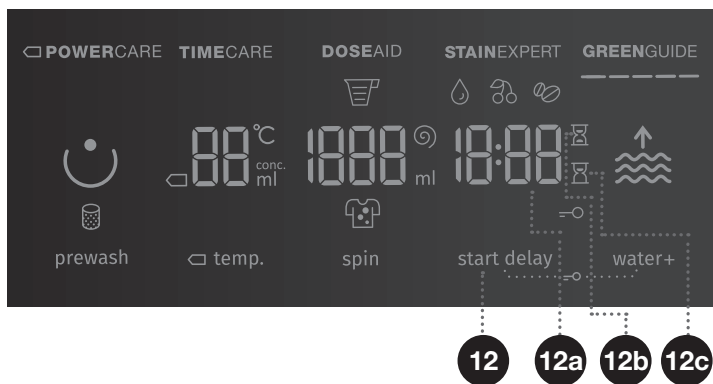 POWERCARE TIMECARE DOSEAID STAINEXPERT GREENGUIDE
88 °C conc. ml 1888 ml 18:88
prewash temp. spin start delay water+
12 12a 12b 12c